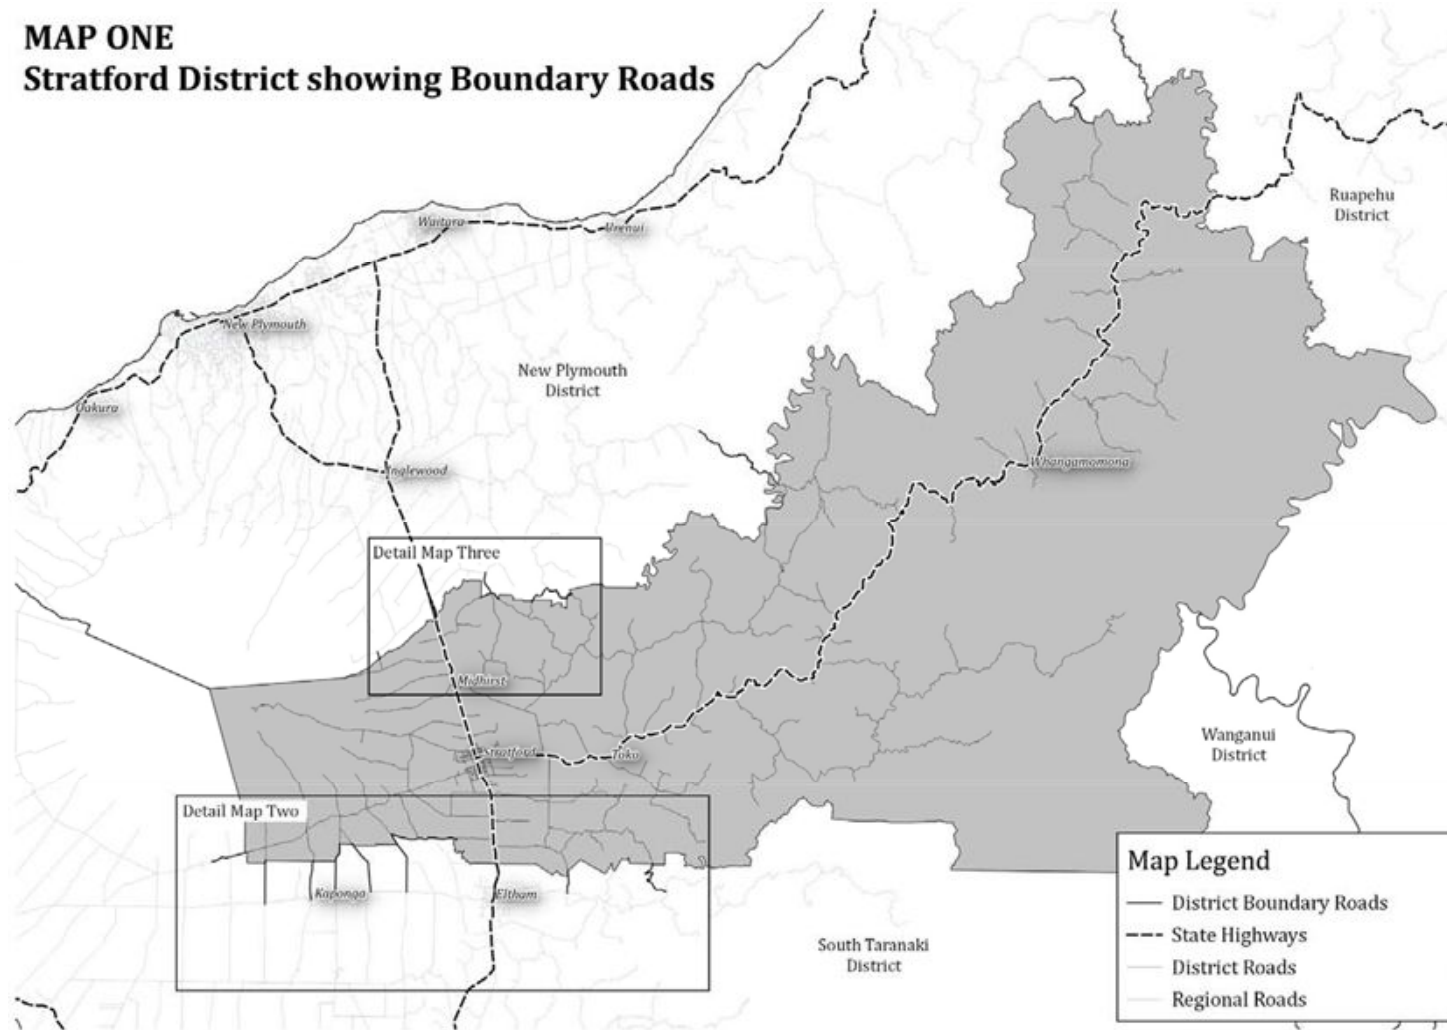 MAP ONE
Stratford District showing Boundary Roads
Ruapehu
District
Waitara
Urenui
New Plymouth
New Plymouth
District
Oakura
Inglewood
Whangamomona
Detail Map Three
Midhirst
Stratford
Toko
Wanganui
District
Detail Map Two
Kaponga
Eltham
South Taranaki
District
Map Legend
District Boundary Roads
State Highways
District Roads
Regional Roads